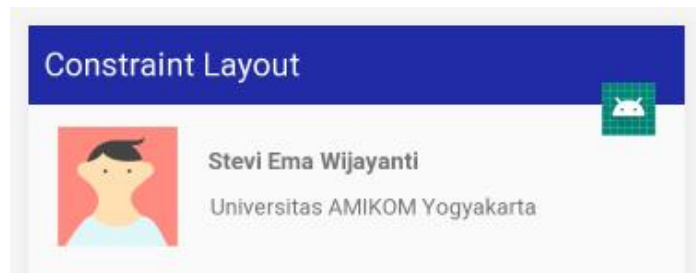 Constraint Layout
Stevi Ema Wijayanti
Universitas AMIKOM Yogyakarta